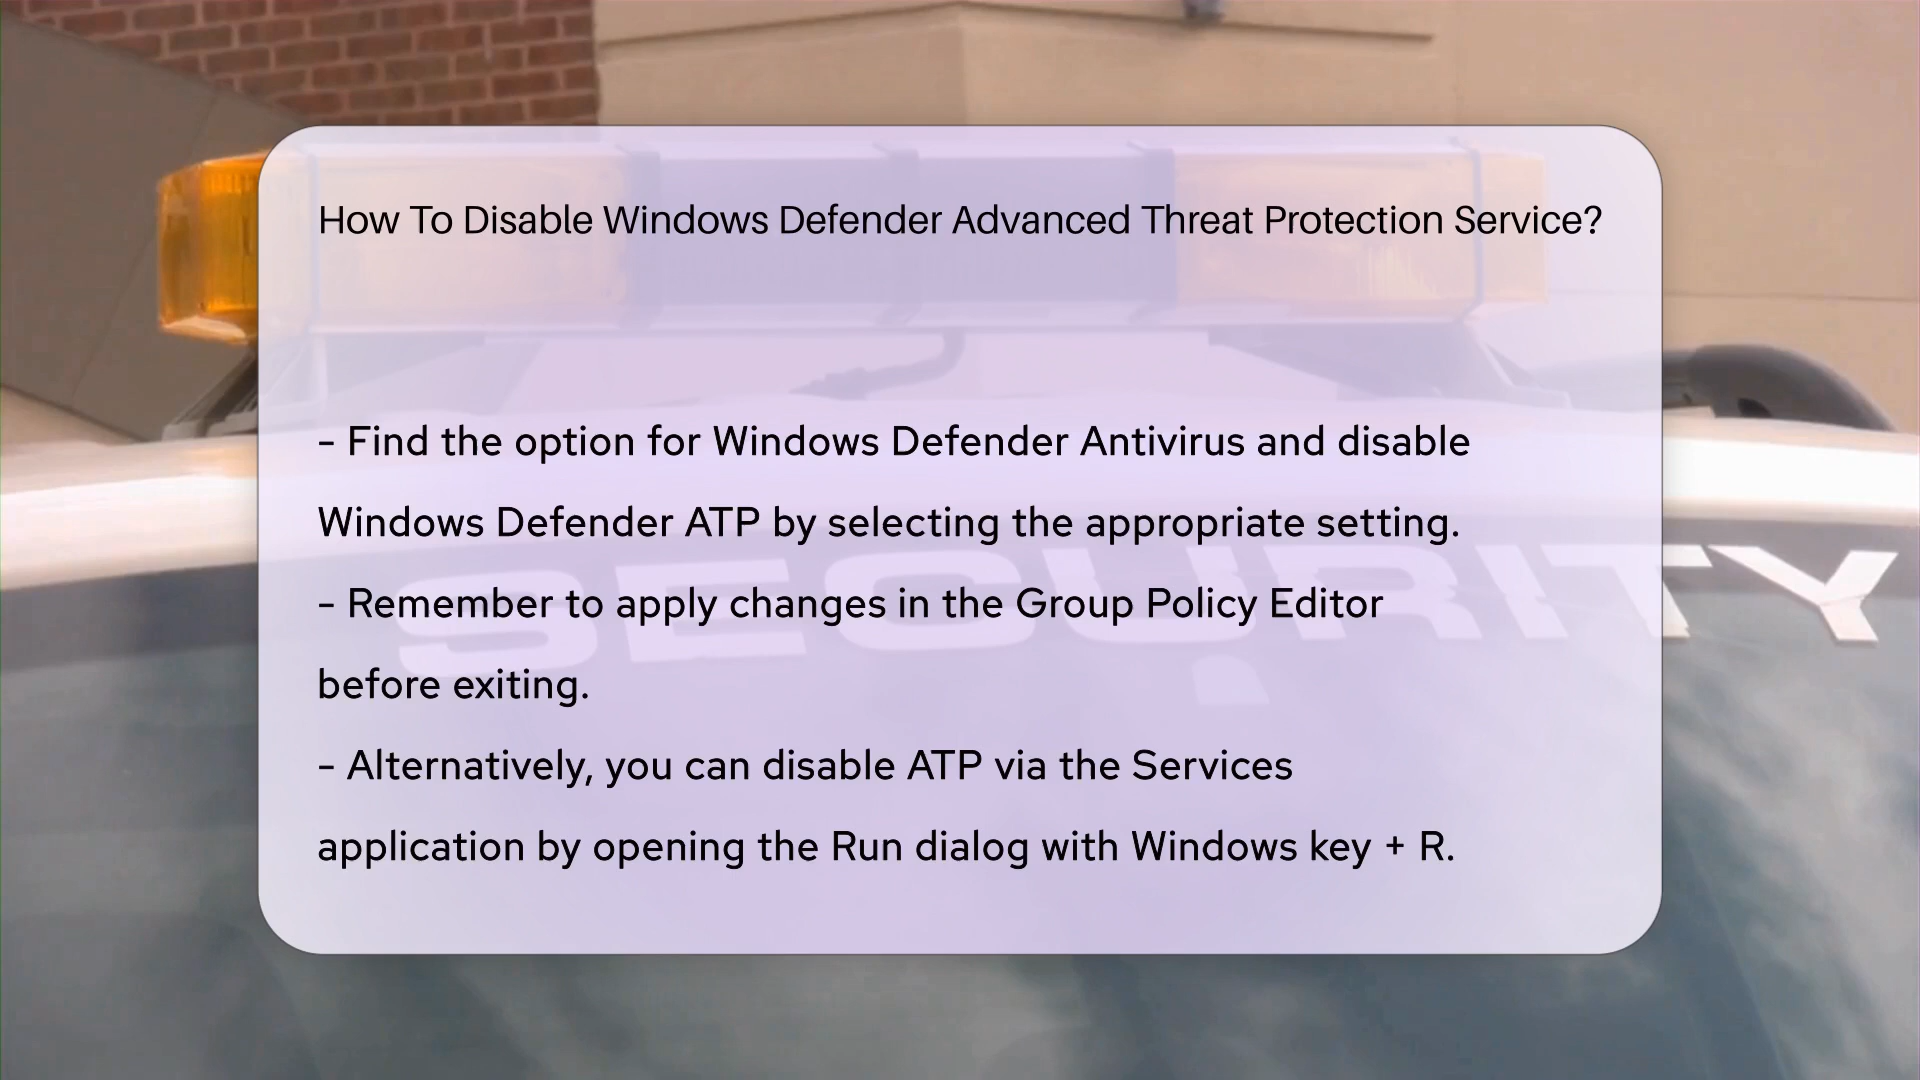 How To Disable Windows Defender Advanced Threat Protection Service?
- Find the option for Windows Defender Antivirus and disable
Windows Defender ATP by selecting the appropriate setting.
- Remember to apply changes in the Group Policy Editor
before exiting.
- Alternatively, you can disable ATP via the Services
application by opening the Run dialog with Windows key + R.
SECURITY